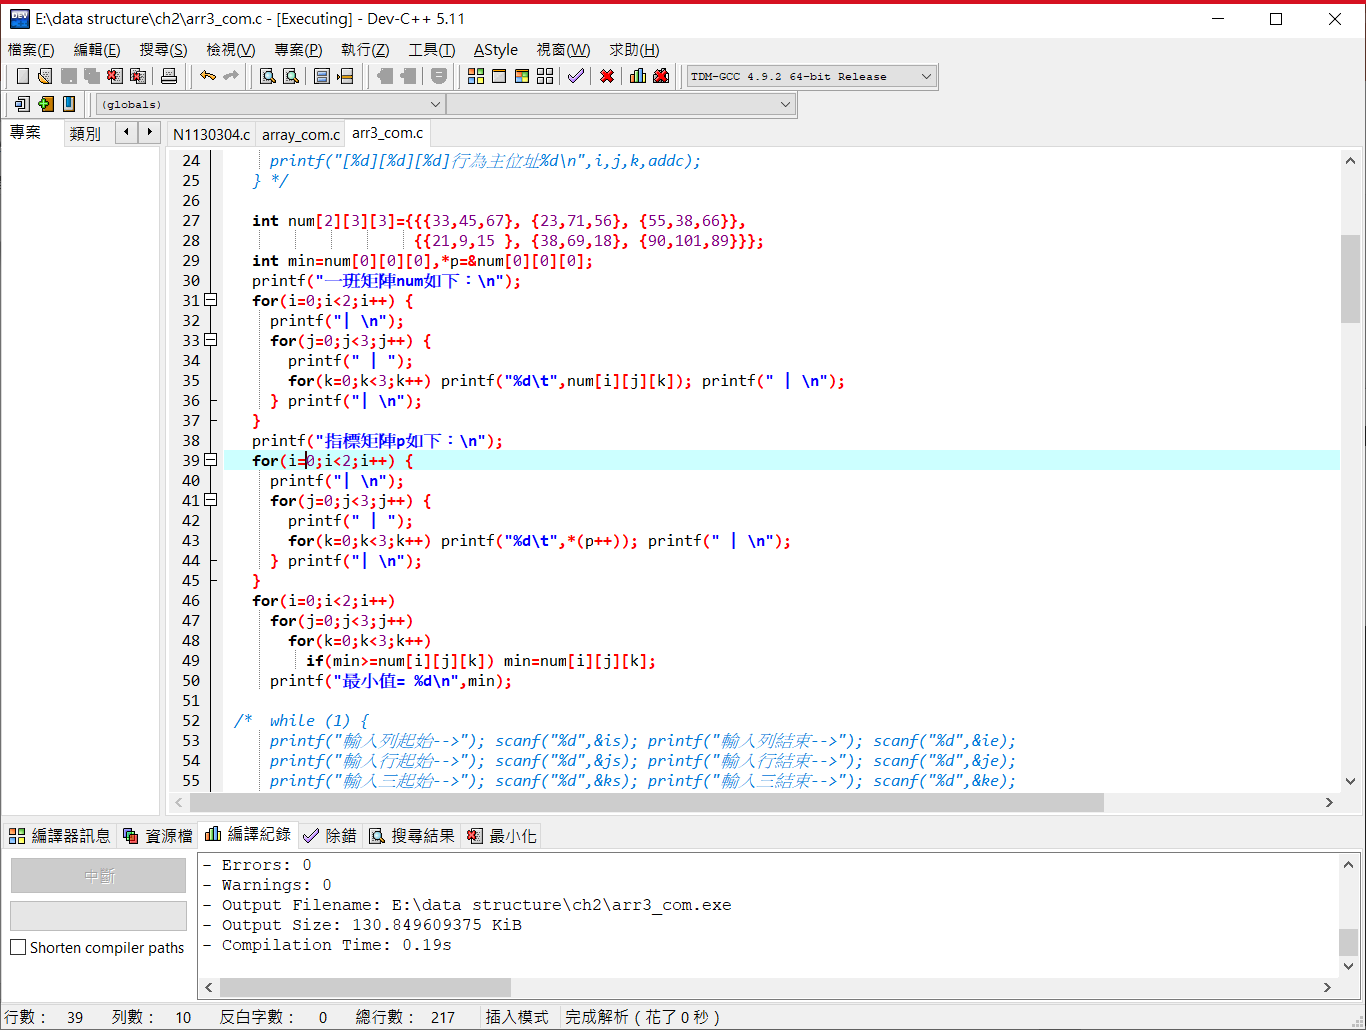 E:\data structure\ch2\arr3_com.c - [Executing] - Dev-C++ 5.11
檔案(F) 編輯(E) 搜尋(S) 檢視(V) 專案(P) 執行(Z) 工具(T) AStyle 視窗(W) 求助(H)
TDM-GCC 4.9.2 64-bit Release
(globals)
專案 類別 N1130304.c array_com.c arr3_com.c
24 printf("[%d][%d][%d]行為主位址%d\n",i,j,k,addc);
25 } */
26
27 int num[2][3][3]={{{33,45,67}, {23,71,56}, {55,38,66}},
28 {{21,9,15 }, {38,69,18}, {90,101,89}}};
29 int min=num[0][0][0],*p=&num[0][0][0];
30 printf("一班矩陣num如下：\n");
31 for(i=0;i<2;i++) {
32 printf("| \n");
33 for(j=0;j<3;j++) {
34 printf(" | ");
35 for(k=0;k<3;k++) printf("%d\t",num[i][j][k]); printf(" | \n");
36 } printf("| \n");
37 }
38 printf("指標矩陣p如下：\n");
39 for(i=0;i<2;i++) {
40 printf("| \n");
41 for(j=0;j<3;j++) {
42 printf(" | ");
43 for(k=0;k<3;k++) printf("%d\t",*(p++)); printf(" | \n");
44 } printf("| \n");
45 }
46 for(i=0;i<2;i++)
47 for(j=0;j<3;j++)
48 for(k=0;k<3;k++)
49 if(min>=num[i][j][k]) min=num[i][j][k];
50 printf("最小值= %d\n",min);
51
52 /* while (1) {
53 printf("輸入列起始-->"); scanf("%d",&is); printf("輸入列結束-->"); scanf("%d",&ie);
54 printf("輸入行起始-->"); scanf("%d",&js); printf("輸入行結束-->"); scanf("%d",&je);
55 printf("輸入三起始-->"); scanf("%d",&ks); printf("輸入三結束-->"); scanf("%d",&ke);
編譯器訊息 資源檔 編譯紀錄 除錯 搜尋結果 最小化
中斷
Shorten compiler paths
- Errors: 0
- Warnings: 0
- Output Filename: E:\data structure\ch2\arr3_com.exe
- Output Size: 130.849609375 KiB
- Compilation Time: 0.19s
行數： 39 列數： 10 反白字數： 0 總行數： 217 插入模式 完成解析 ( 花了 0 秒 )